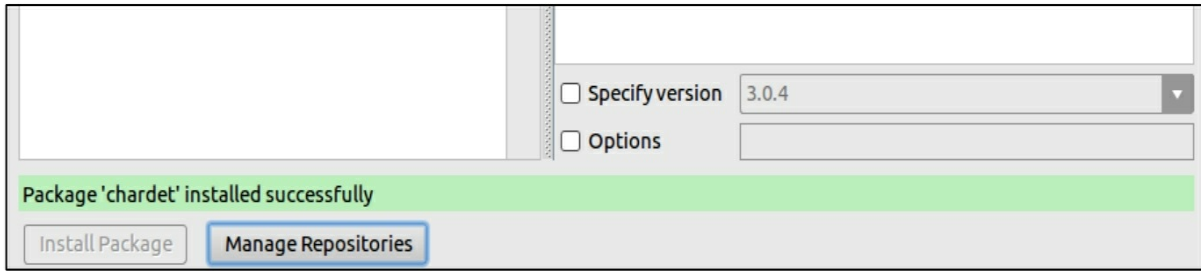 Specify version 3.0.4
Options
Package 'chardet' installed successfully
Install Package Manage Repositories